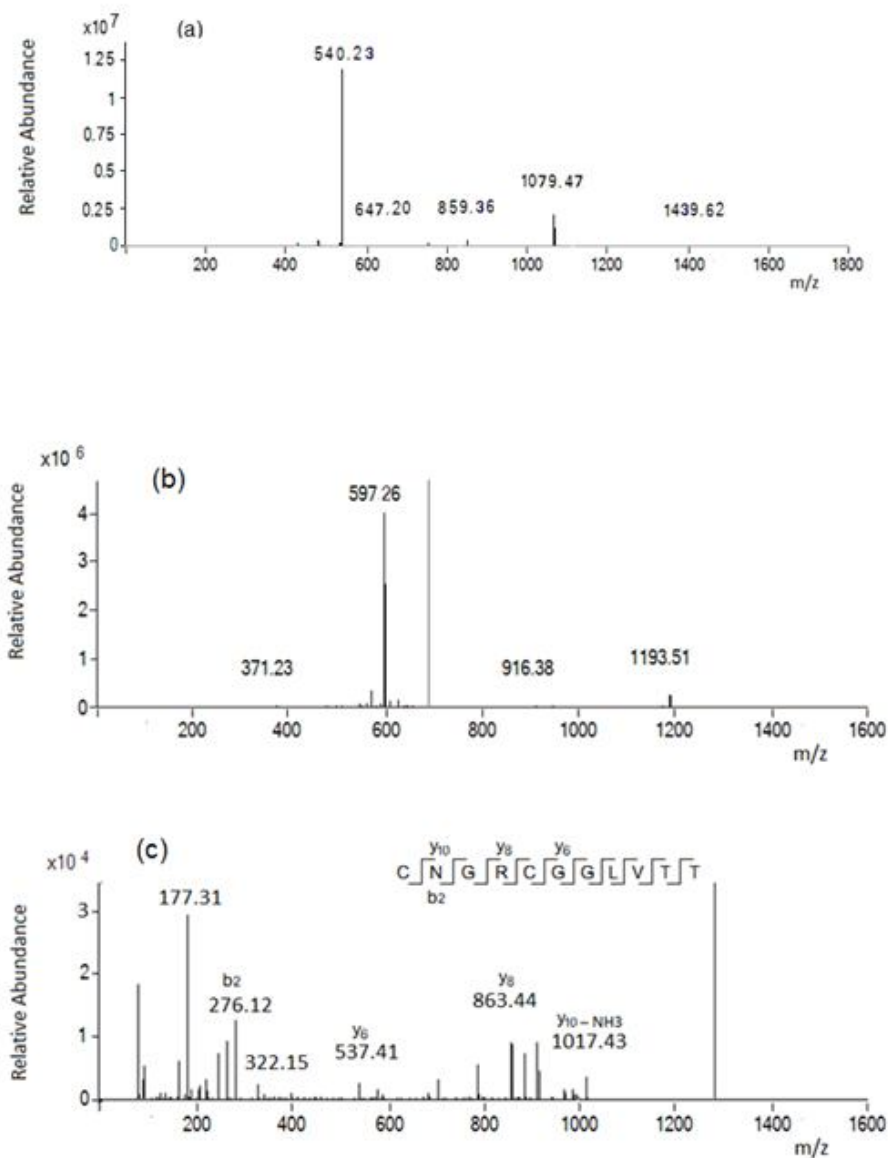 x10⁷
(a)
Relative Abundance
1.25
1
0.75
0.5
0.25
0
540.23
647.20
859.36
1079.47
1439.62
200 400 600 800 1000 1200 1400 1600 1800
m/z
x10 ⁶
(b)
Relative Abundance
4
3
2
1
0
597.26
371.23
916.38
1193.51
200 400 600 800 1000 1200 1400 1600
m/z
x10 ⁴
(c)
Relative Abundance
3
2
1
0
y₁₀ y₈ y₆
C N G R C G G L V T T
b₂
177.31
b₂
276.12
322.15
y₆
537.41
y₈
863.44
y₁₀ – NH3
1017.43
200 400 600 800 1000 1200 1400 1600
m/z